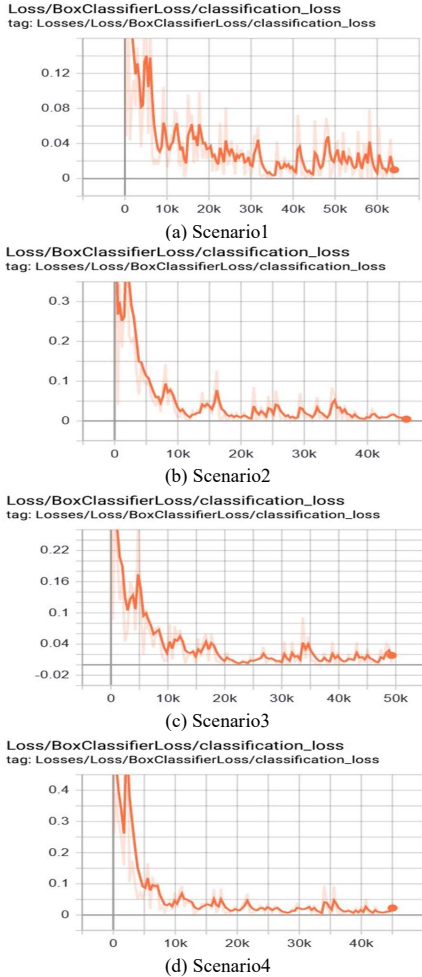 Loss/BoxClassifierLoss/classification_loss
tag: Losses/Loss/BoxClassifierLoss/classification_loss
0.12
0.08
0.04
0
0 10k 20k 30k 40k 50k 60k
(a) Scenario1
Loss/BoxClassifierLoss/classification_loss
tag: Losses/Loss/BoxClassifierLoss/classification_loss
0.3
0.2
0.1
0
0 10k 20k 30k 40k
(b) Scenario2
Loss/BoxClassifierLoss/classification_loss
tag: Losses/Loss/BoxClassifierLoss/classification_loss
0.22
0.16
0.1
0.04
-0.02
0 10k 20k 30k 40k 50k
(c) Scenario3
Loss/BoxClassifierLoss/classification_loss
tag: Losses/Loss/BoxClassifierLoss/classification_loss
0.4
0.3
0.2
0.1
0
0 10k 20k 30k 40k
(d) Scenario4